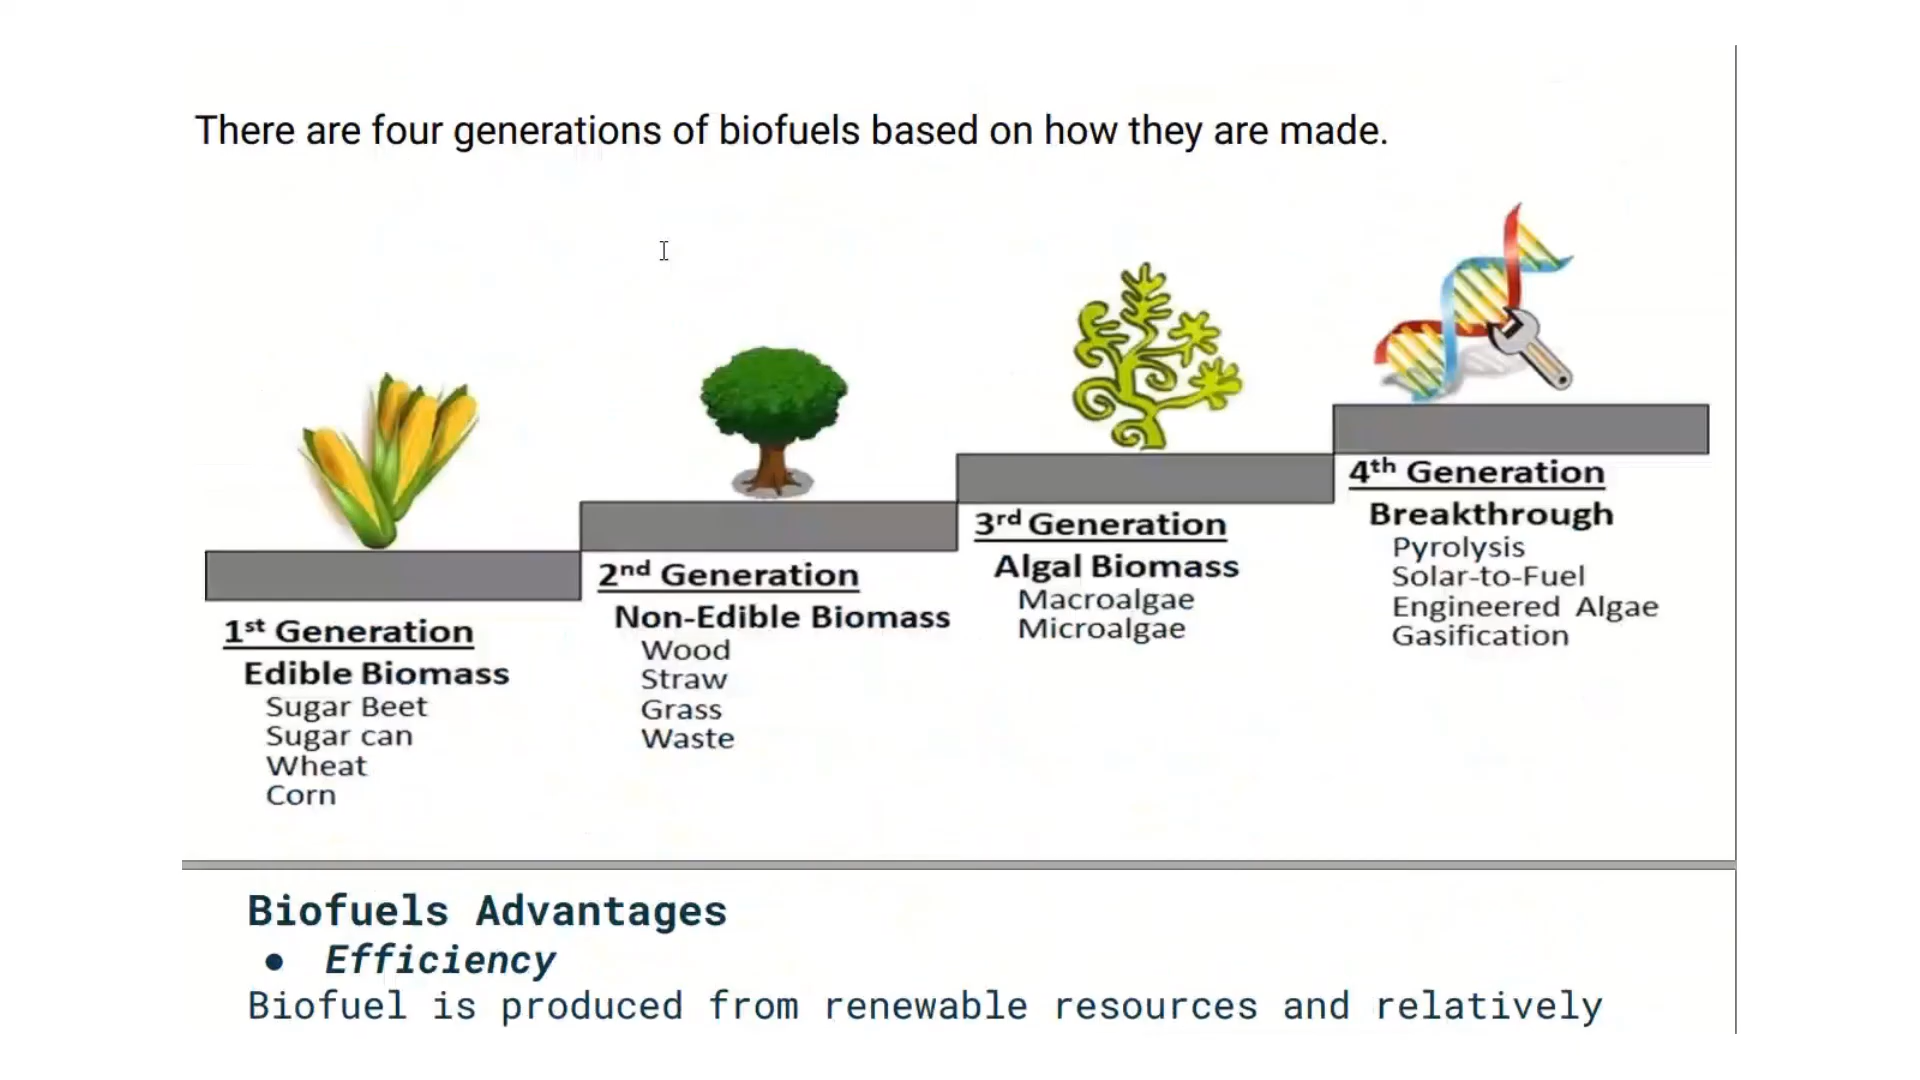 There are four generations of biofuels based on how they are made.
1st Generation
Edible Biomass
Sugar Beet
Sugar can
Wheat
Corn
2nd Generation
Non-Edible Biomass
Wood
Straw
Grass
Waste
3rd Generation
Algal Biomass
Macroalgae
Microalgae
4th Generation
Breakthrough
Pyrolysis
Solar-to-Fuel
Engineered Algae
Gasification
Biofuels Advantages
● Efficiency
Biofuel is produced from renewable resources and relatively